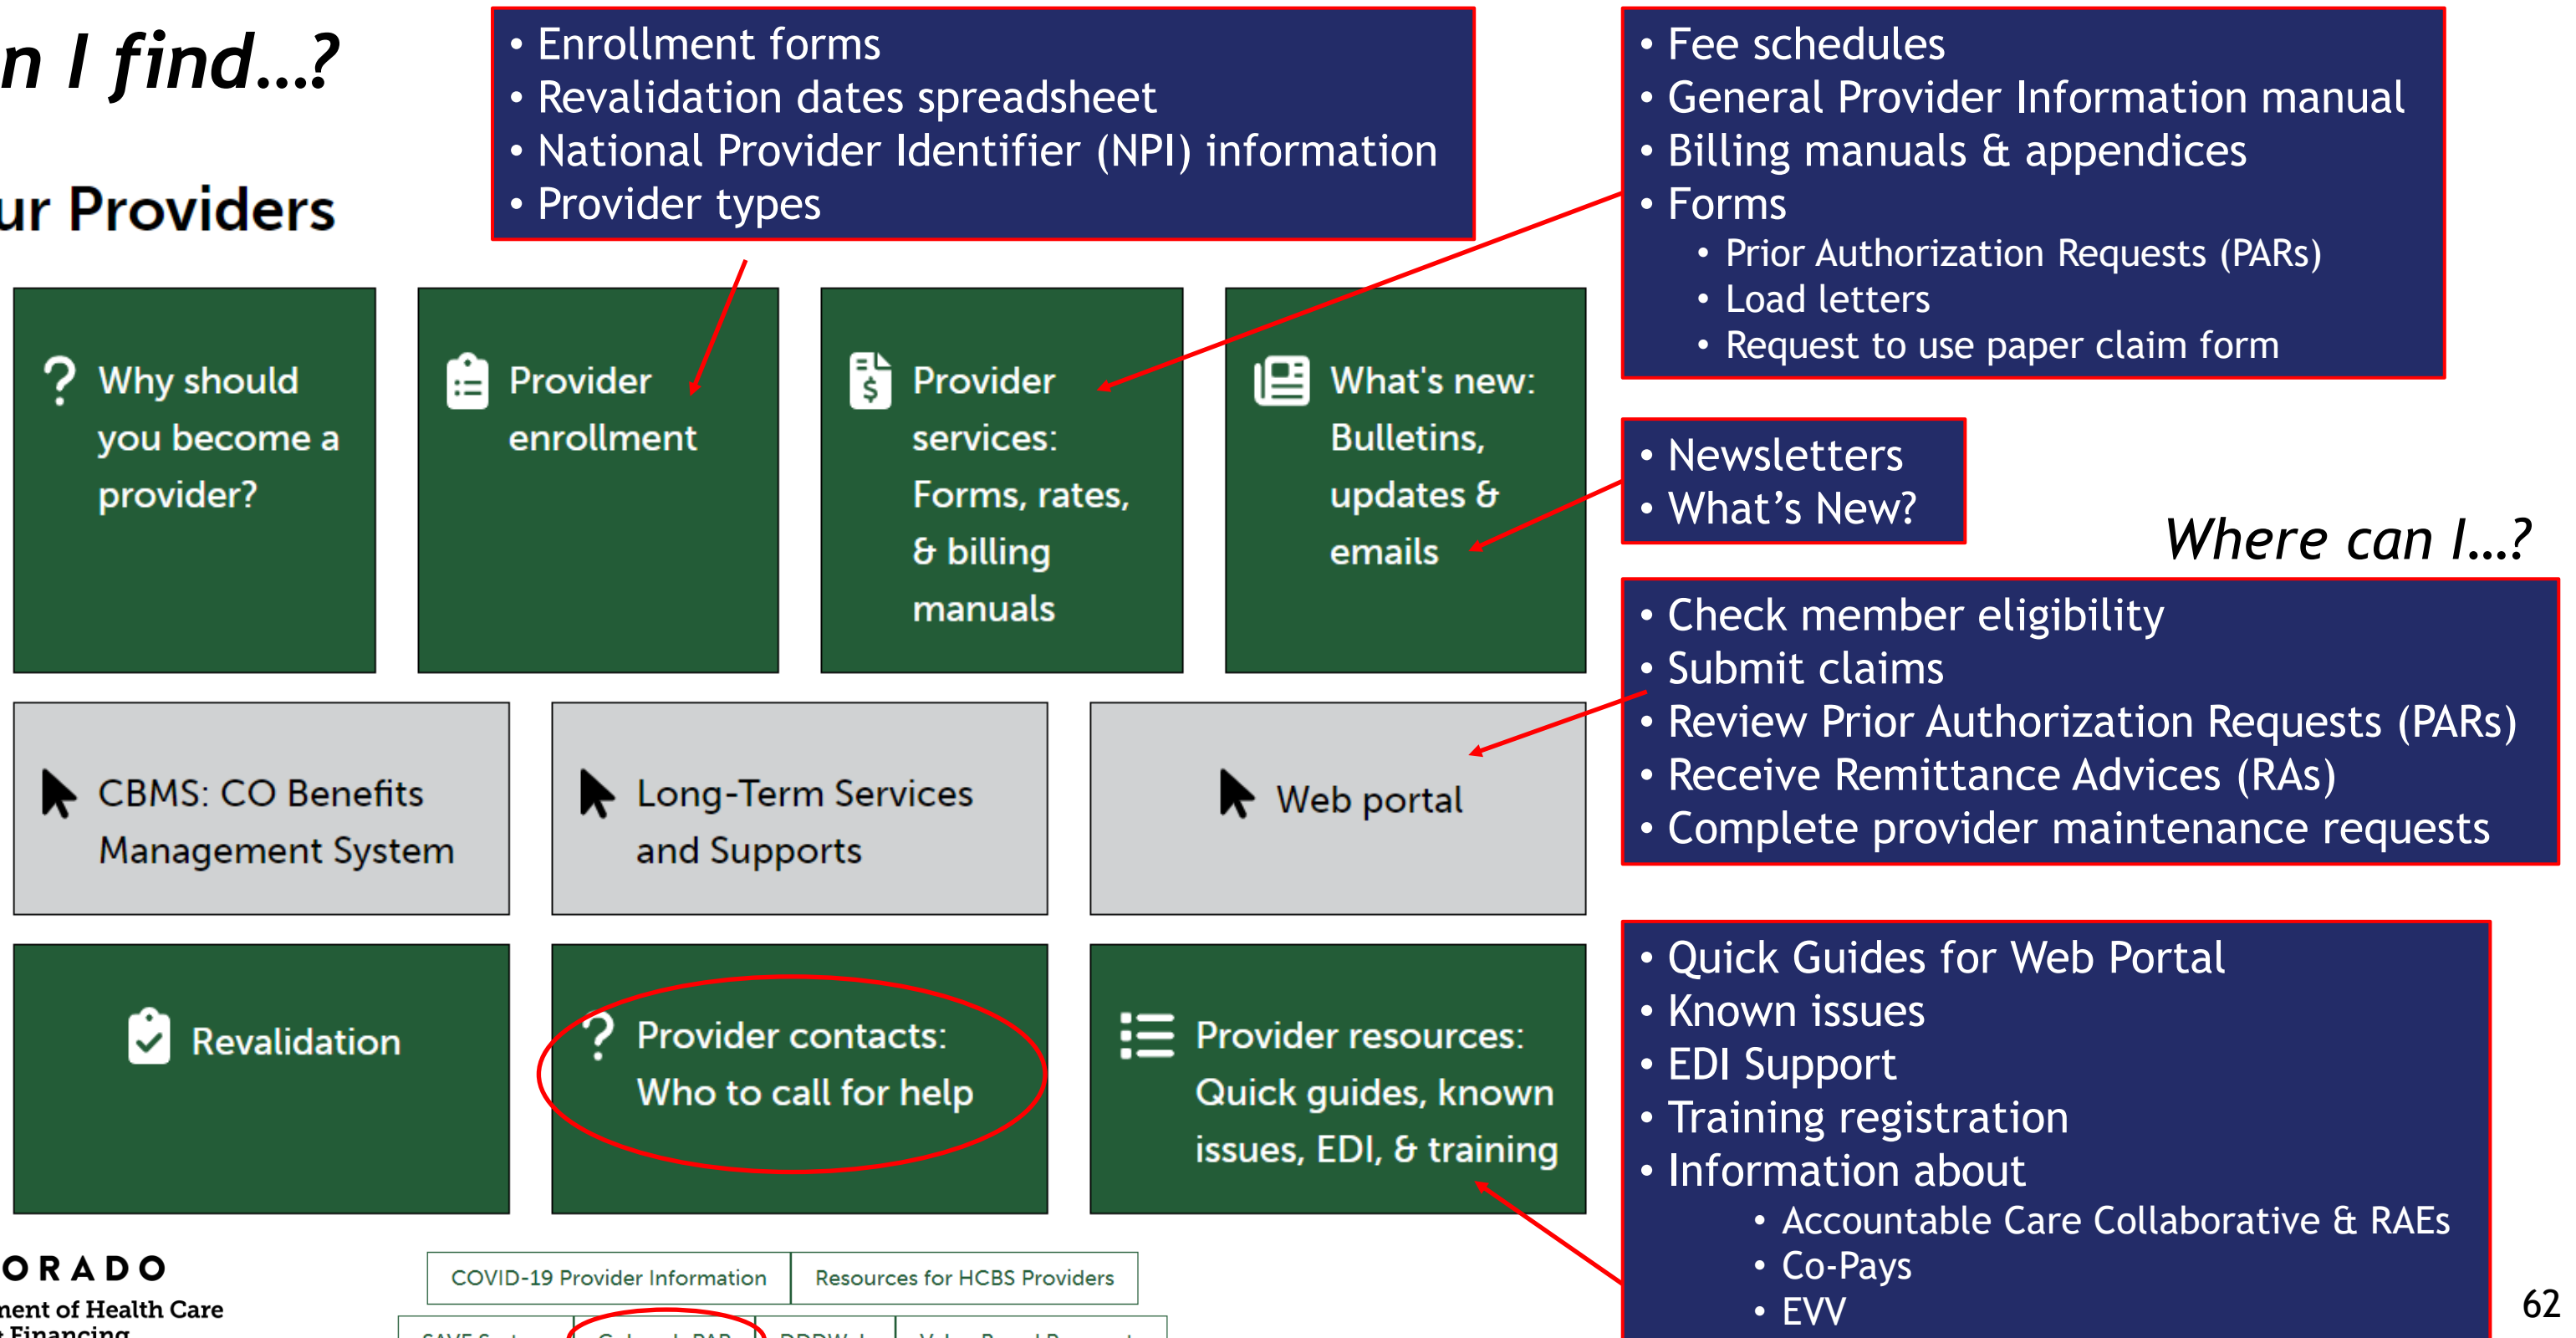 n I find…?
ur Providers
• Enrollment forms
• Revalidation dates spreadsheet
• National Provider Identifier (NPI) information
• Provider types
• Fee schedules
• General Provider Information manual
• Billing manuals & appendices
• Forms
• Prior Authorization Requests (PARs)
• Load letters
• Request to use paper claim form
? Why should
you become a
provider?
Provider
enrollment
Provider
services:
Forms, rates,
& billing
manuals
What's new:
Bulletins,
updates &
emails
• Newsletters
• What’s New?
Where can I…?
• Check member eligibility
• Submit claims
• Review Prior Authorization Requests (PARs)
• Receive Remittance Advices (RAs)
• Complete provider maintenance requests
CBMS: CO Benefits
Management System
Long-Term Services
and Supports
Web portal
Revalidation
? Provider contacts:
Who to call for help
Provider resources:
Quick guides, known
issues, EDI, & training
• Quick Guides for Web Portal
• Known issues
• EDI Support
• Training registration
• Information about
• Accountable Care Collaborative & RAEs
• Co-Pays
• EVV
ORADO
ment of Health Care
Financing
COVID-19 Provider Information
Resources for HCBS Providers
62